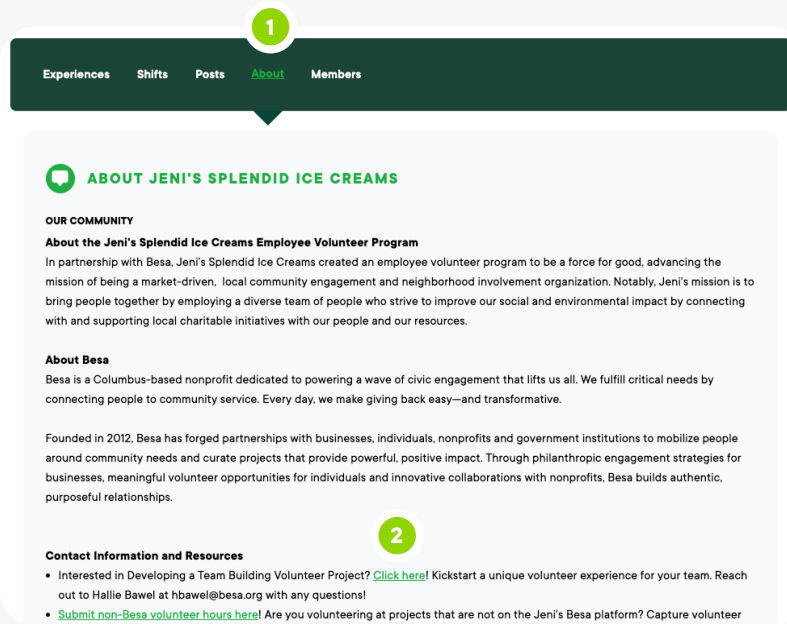 1
Experiences Shifts Posts About Members
ABOUT JENI'S SPLENDID ICE CREAMS
OUR COMMUNITY
About the Jeni's Splendid Ice Creams Employee Volunteer Program
In partnership with Besa, Jeni's Splendid Ice Creams created an employee volunteer program to be a force for good, advancing the
mission of being a market-driven, local community engagement and neighborhood involvement organization. Notably, Jeni's mission is to
bring people together by employing a diverse team of people who strive to improve our social and environmental impact by connecting
with and supporting local charitable initiatives with our people and our resources.
About Besa
Besa is a Columbus-based nonprofit dedicated to powering a wave of civic engagement that lifts us all. We fulfill critical needs by
connecting people to community service. Every day, we make giving back easy—and transformative.
Founded in 2012, Besa has forged partnerships with businesses, individuals, nonprofits and government institutions to mobilize people
around community needs and curate projects that provide powerful, positive impact. Through philanthropic engagement strategies for
businesses, meaningful volunteer opportunities for individuals and innovative collaborations with nonprofits, Besa builds authentic,
purposeful relationships.
2
Contact Information and Resources
• Interested in Developing a Team Building Volunteer Project? Click here! Kickstart a unique volunteer experience for your team. Reach
out to Hallie Bawel at hbawel@besa.org with any questions!
• Submit non-Besa volunteer hours here! Are you volunteering at projects that are not on the Jeni's Besa platform? Capture volunteer